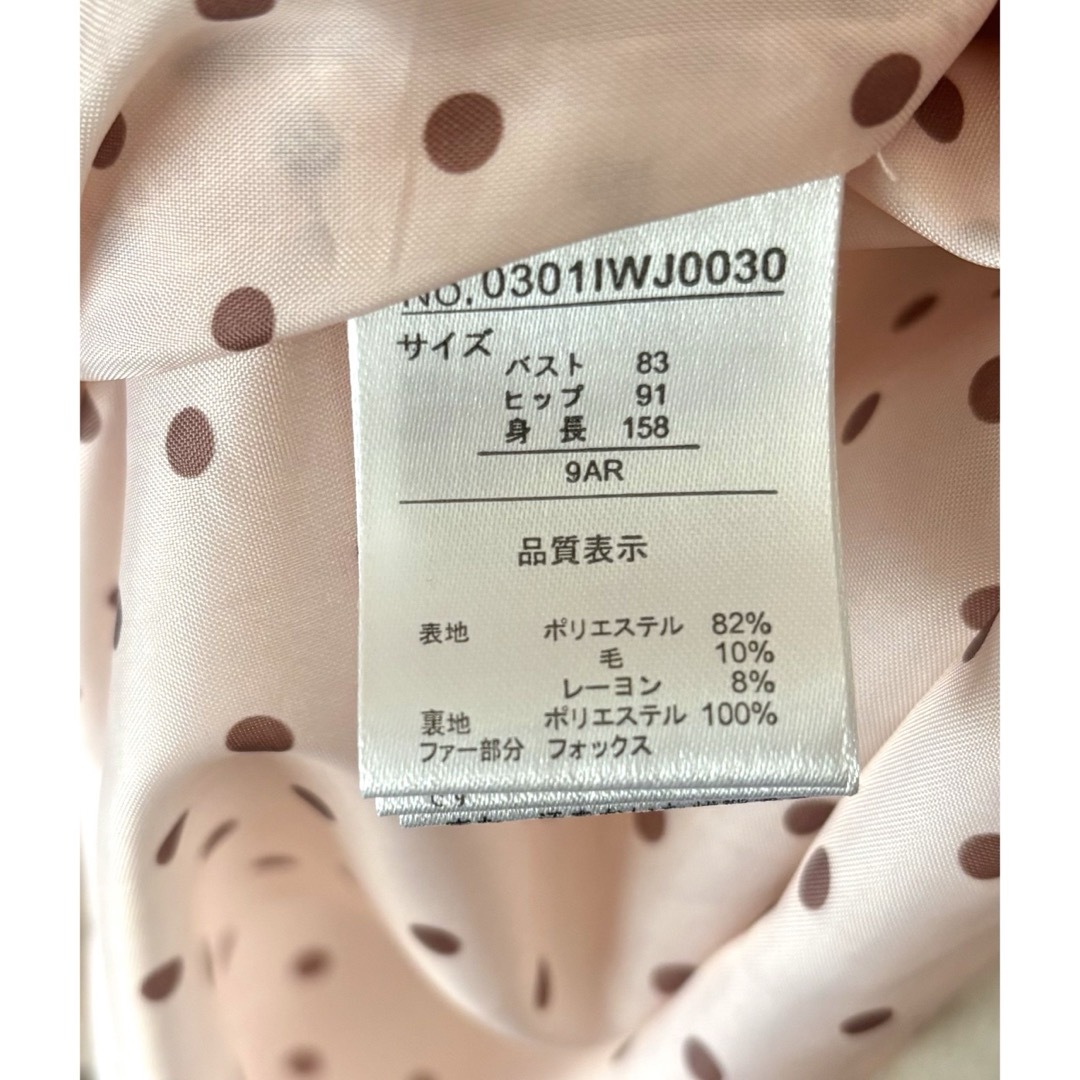 NO. 0301IWJ0030
サイズ
バスト 83
ヒップ 91
身 長 158
9AR
品質表示
表地 ポリエステル 82%
毛 10%
レーヨン 8%
裏地 ポリエステル 100%
ファー部分 フォックス